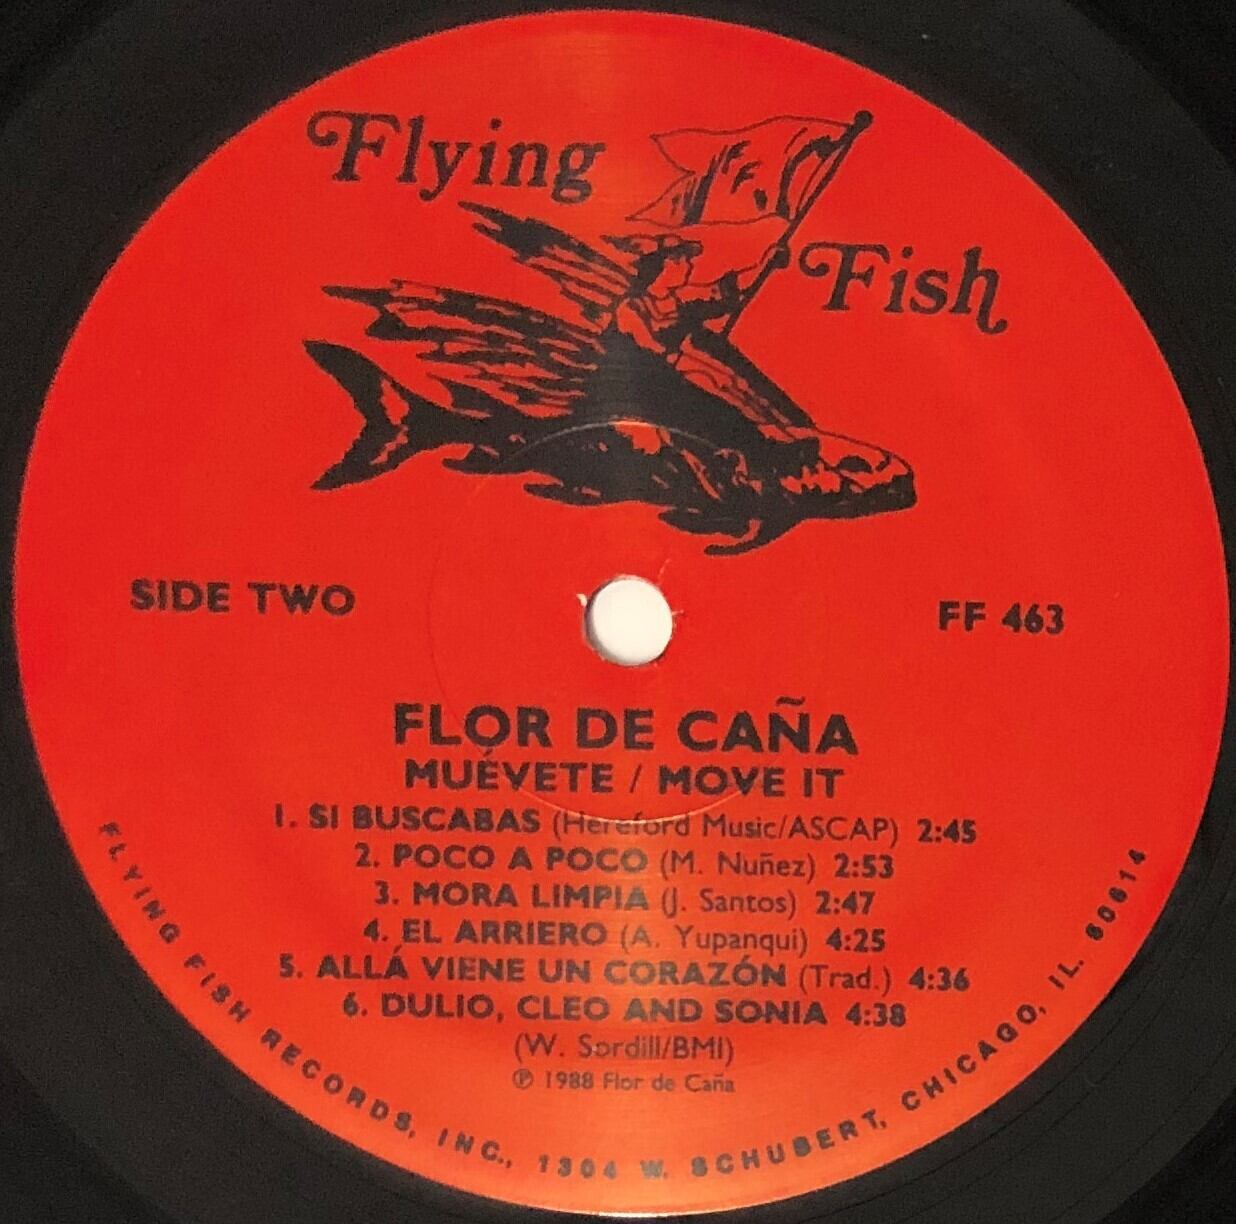 Flying
Fish
SIDE TWO
FF 463
FLOR DE CAÑA
MUÉVETE / MOVE IT
1. SI BUSCABAS (Hereford Music/ASCAP) 2:45
2. POCO A POCO (M. Nuñez) 2:53
3. MORA LIMPIA (J. Santos) 2:47
4. EL ARRIERO (A. Yupanqui) 4:25
5. ALLÁ VIENE UN CORAZÓN (Trad.) 4:36
6. DULIO, CLEO AND SONIA 4:38
(W. Sordill/BMI)
℗ 1988 Flor de Caña
FLYING FISH RECORDS, INC., 1304 W. SCHUBERT, CHICAGO, IL. 60614